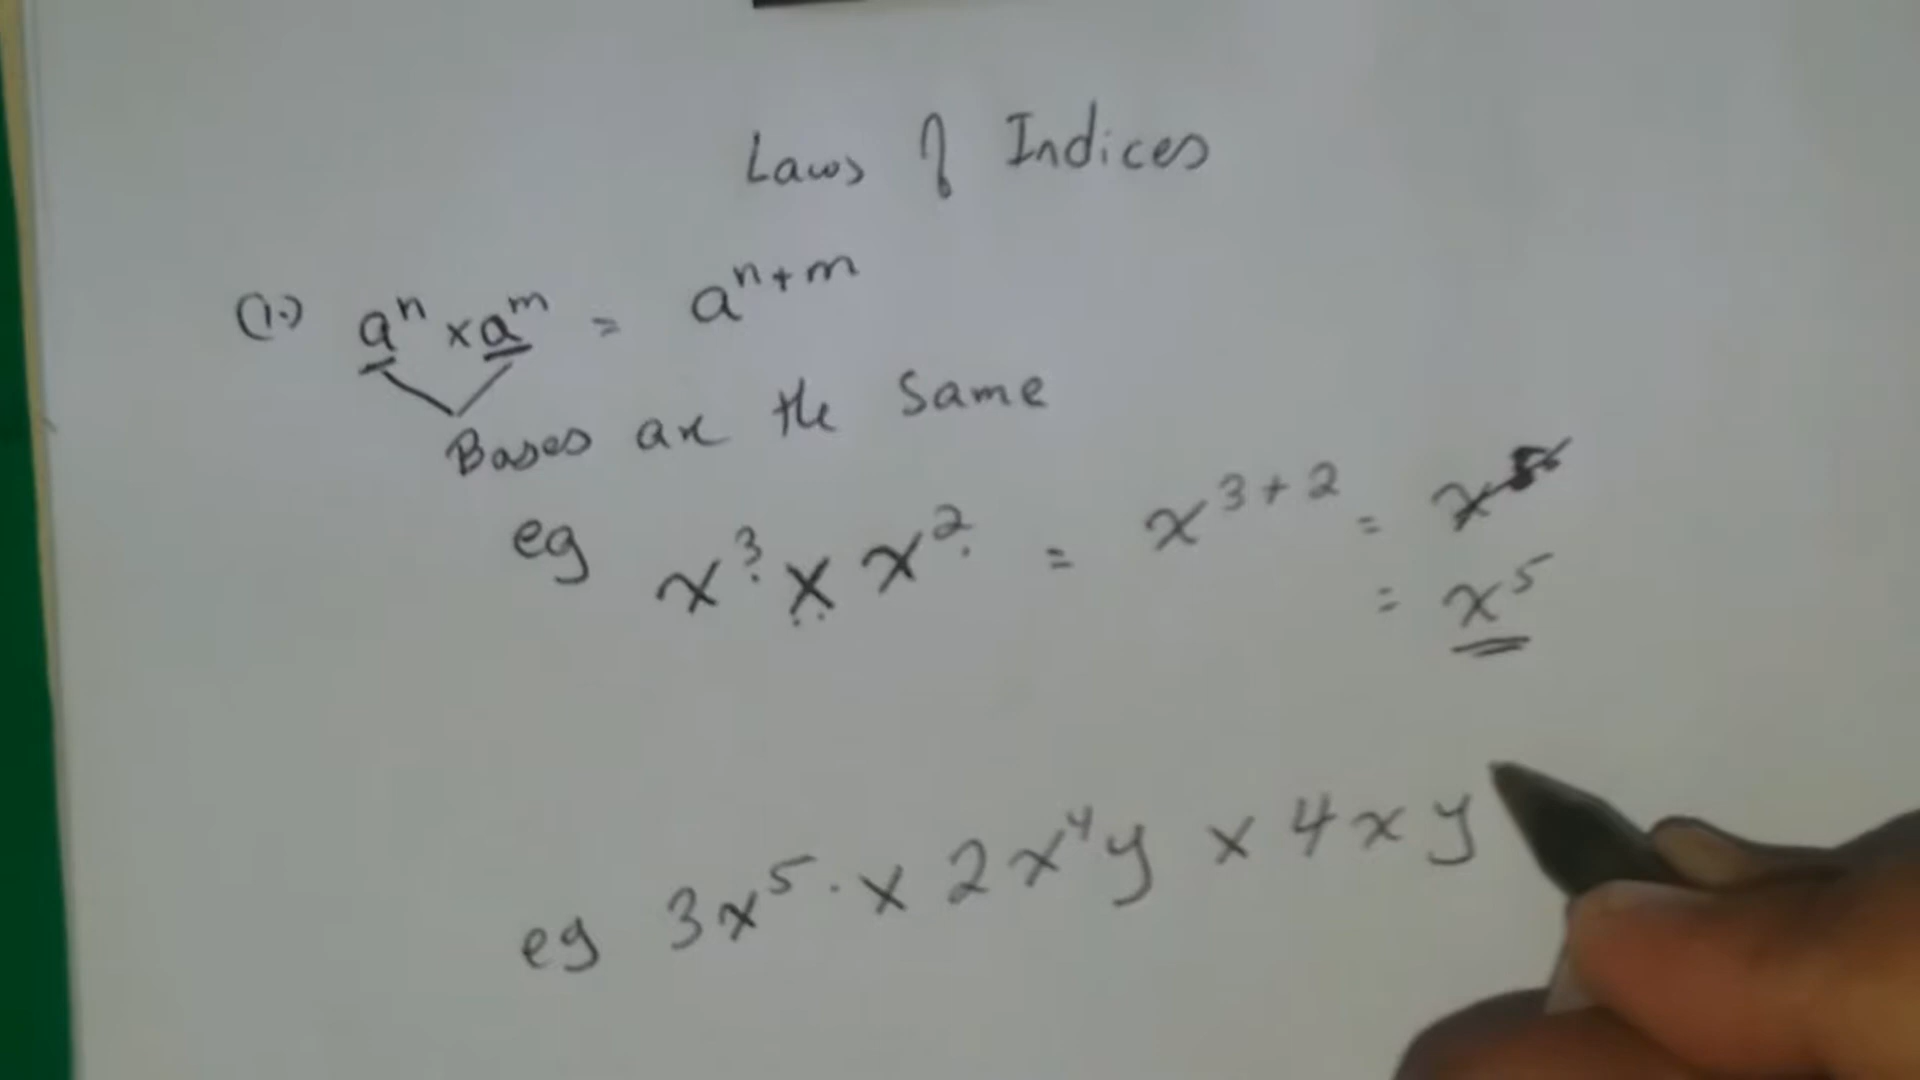 Laws of Indices
(1.) aⁿ × aᵐ = aⁿ⁺ᵐ
Bases are the Same
eg x³ × x² = x³⁺² = x
= x⁵
eg 3x⁵ · × 2x⁴y × 4xy